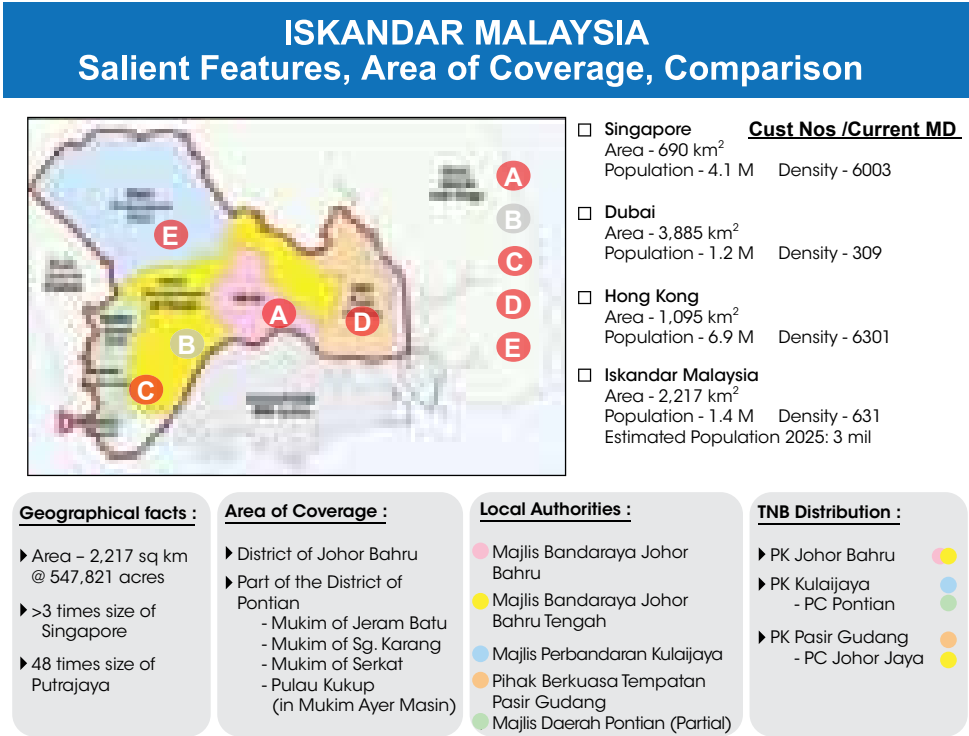 ISKANDAR MALAYSIA
Salient Features, Area of Coverage, Comparison
A
B
C
D
E
E
A
D
B
C
Singapore
Cust Nos /Current MD
Area - 690 km²
Population - 4.1 M Density - 6003
Dubai
Area - 3,885 km²
Population - 1.2 M Density - 309
Hong Kong
Area - 1,095 km²
Population - 6.9 M Density - 6301
Iskandar Malaysia
Area - 2,217 km²
Population - 1.4 M Density - 631
Estimated Population 2025: 3 mil
Geographical facts :
Area – 2,217 sq km
@ 547,821 acres
>3 times size of
Singapore
48 times size of
Putrajaya
Area of Coverage :
District of Johor Bahru
Part of the District of
Pontian
- Mukim of Jeram Batu
- Mukim of Sg. Karang
- Mukim of Serkat
- Pulau Kukup
(in Mukim Ayer Masin)
Local Authorities :
Majlis Bandaraya Johor
Bahru
Majlis Bandaraya Johor
Bahru Tengah
Majlis Perbandaran Kulaijaya
Pihak Berkuasa Tempatan
Pasir Gudang
Majlis Daerah Pontian (Partial)
TNB Distribution :
PK Johor Bahru
PK Kulaijaya
- PC Pontian
PK Pasir Gudang
- PC Johor Jaya